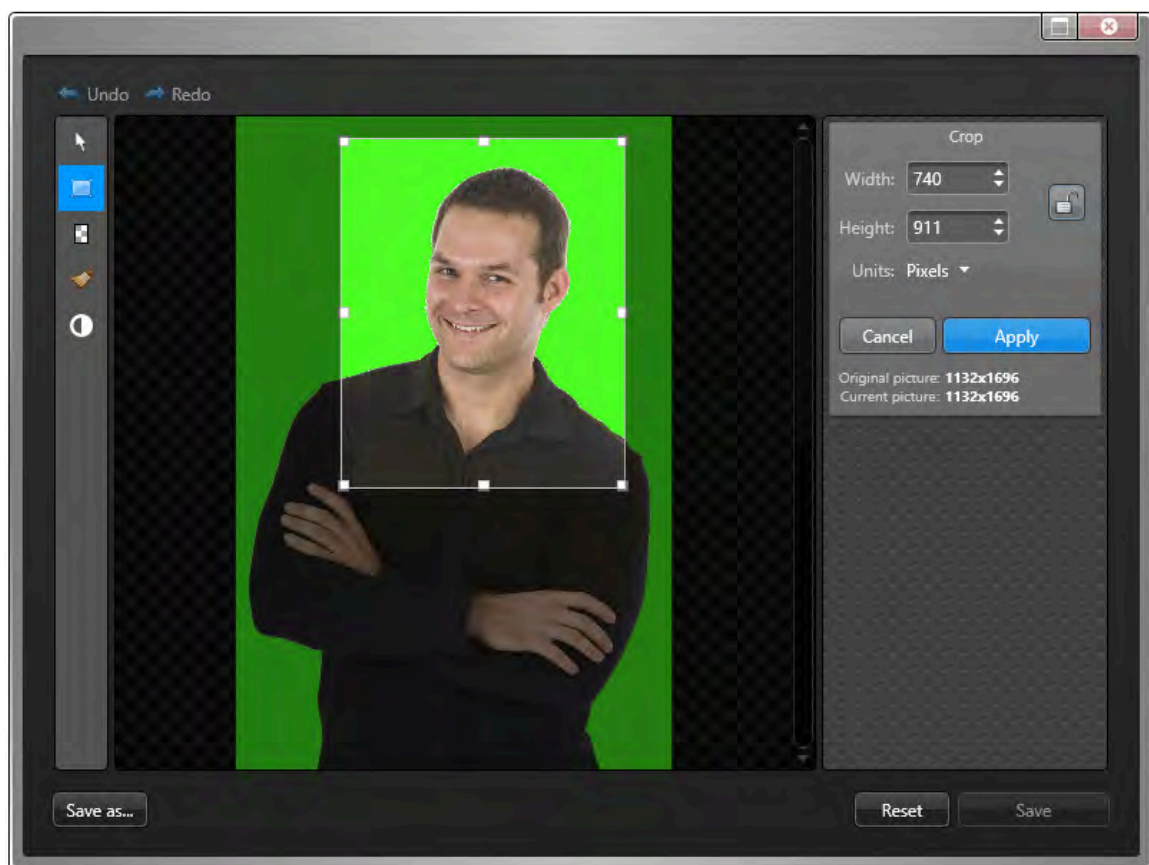 Undo Redo
Crop
Width: 740
Height: 911
Units: Pixels
Cancel Apply
Original picture: 1132x1696
Current picture: 1132x1696
Save as... Reset Save